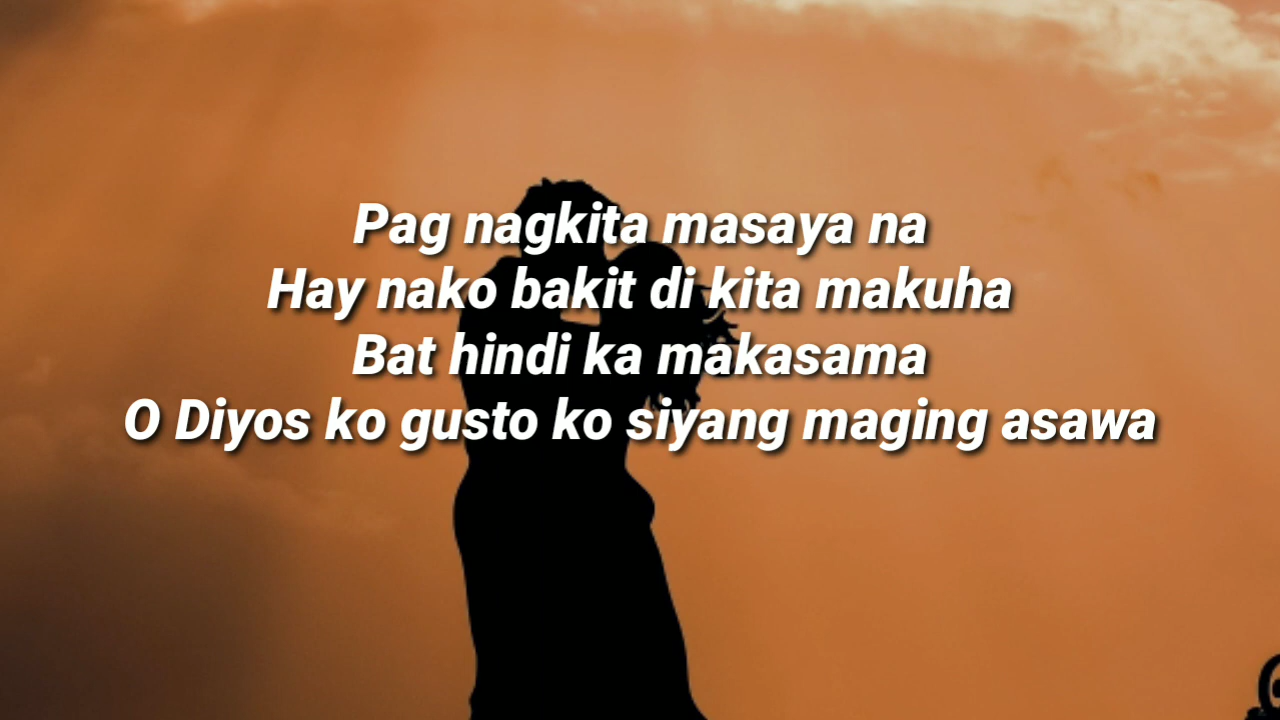 Pag nagkita masaya na
Hay nako bakit di kita makuha
Bat hindi ka makasama
O Diyos ko gusto ko siyang maging asawa